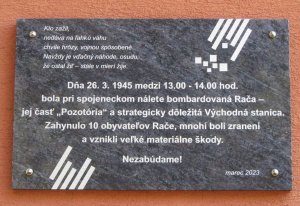 Kto zažil,
nedáva na ľahkú váhu
chvíle hrôzy, vojnou spôsobené.
Navždy je vďačný náhode, osudu,
že ostal žiť – stále v mieri žije.
Dňa 26. 3. 1945 medzi 13.00 - 14.00 hod.
bola pri spojeneckom nálete bombardovaná Rača –
jej časť „Pozotória“ a strategicky dôležitá Východná stanica.
Zahynulo 10 obyvateľov Rače, mnohí boli zranení
a vznikli veľké materiálne škody.
Nezabúdame!
marec 2023